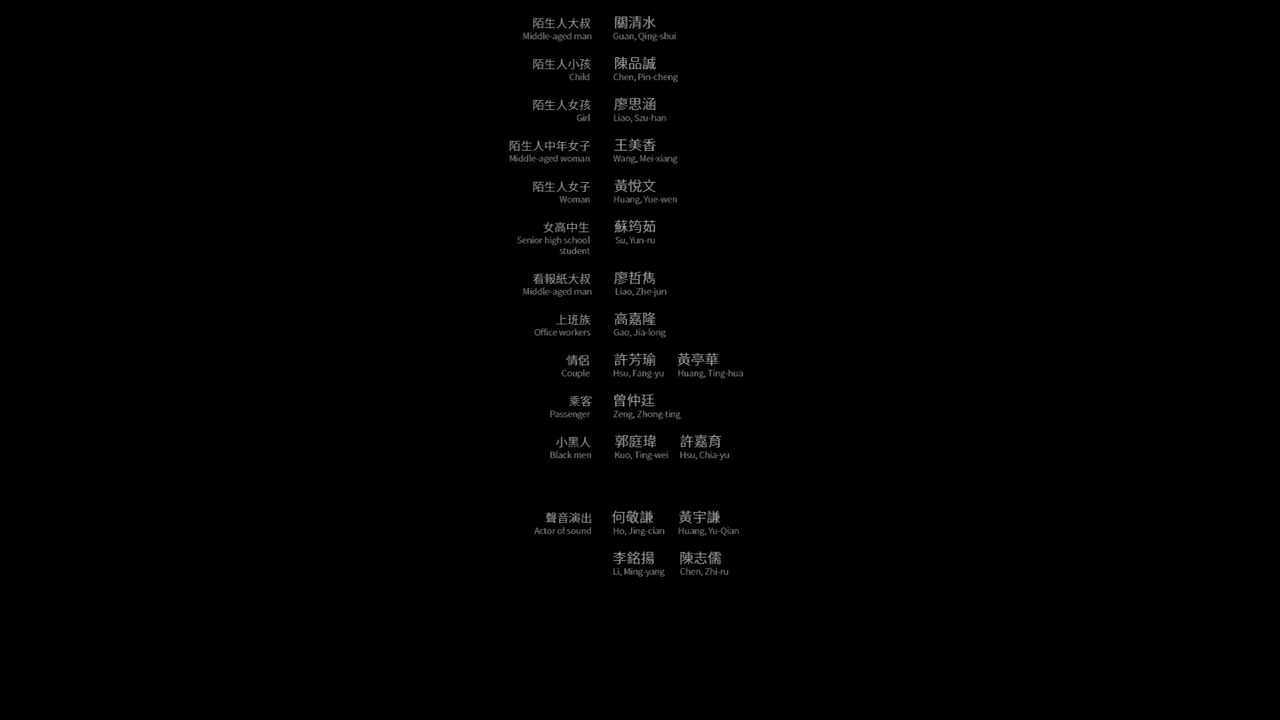 陌生人大叔 關清水
Middle-aged man Guan, Qing-shui
陌生人小孩 陳品誠
Child Chen, Pin-cheng
陌生人女孩 廖思涵
Girl Liao, Szu-han
陌生人中年女子 王美香
Middle-aged woman Wang, Mei-xiang
陌生人女子 黃悅文
Woman Huang, Yue-wen
女高中生 蘇筠茹
Senior high school Su, Yun-ru
student
看報紙大叔 廖哲雋
Middle-aged man Liao, Zhe-jun
上班族 高嘉隆
Office workers Gao, Jia-long
情侶 許芳瑜 黃亭華
Couple Hsu, Fang-yu Huang, Ting-hua
乘客 曾仲廷
Passenger Zeng, Zhong-ting
小黑人 郭庭瑋 許嘉育
Black men Kuo, Ting-wei Hsu, Chia-yu
聲音演出 何敬謙 黃宇謙
Actor of sound Ho, Jing-cian Huang, Yu-Qian
李銘揚 陳志儒
Li, Ming-yang Chen, Zhi-ru